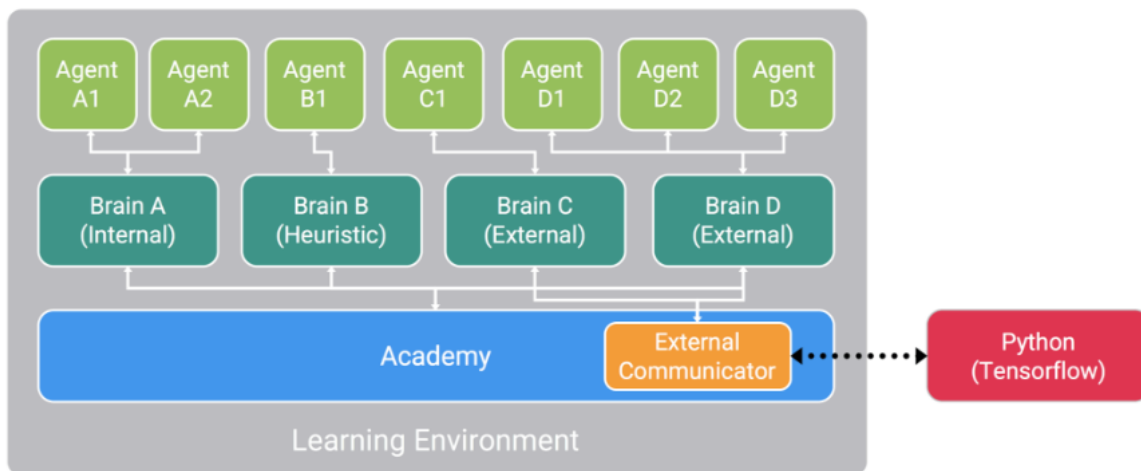 Agent
A1
Agent
A2
Agent
B1
Agent
C1
Agent
D1
Agent
D2
Agent
D3
Brain A
(Internal)
Brain B
(Heuristic)
Brain C
(External)
Brain D
(External)
Academy
External
Communicator
Python
(Tensorflow)
Learning Environment